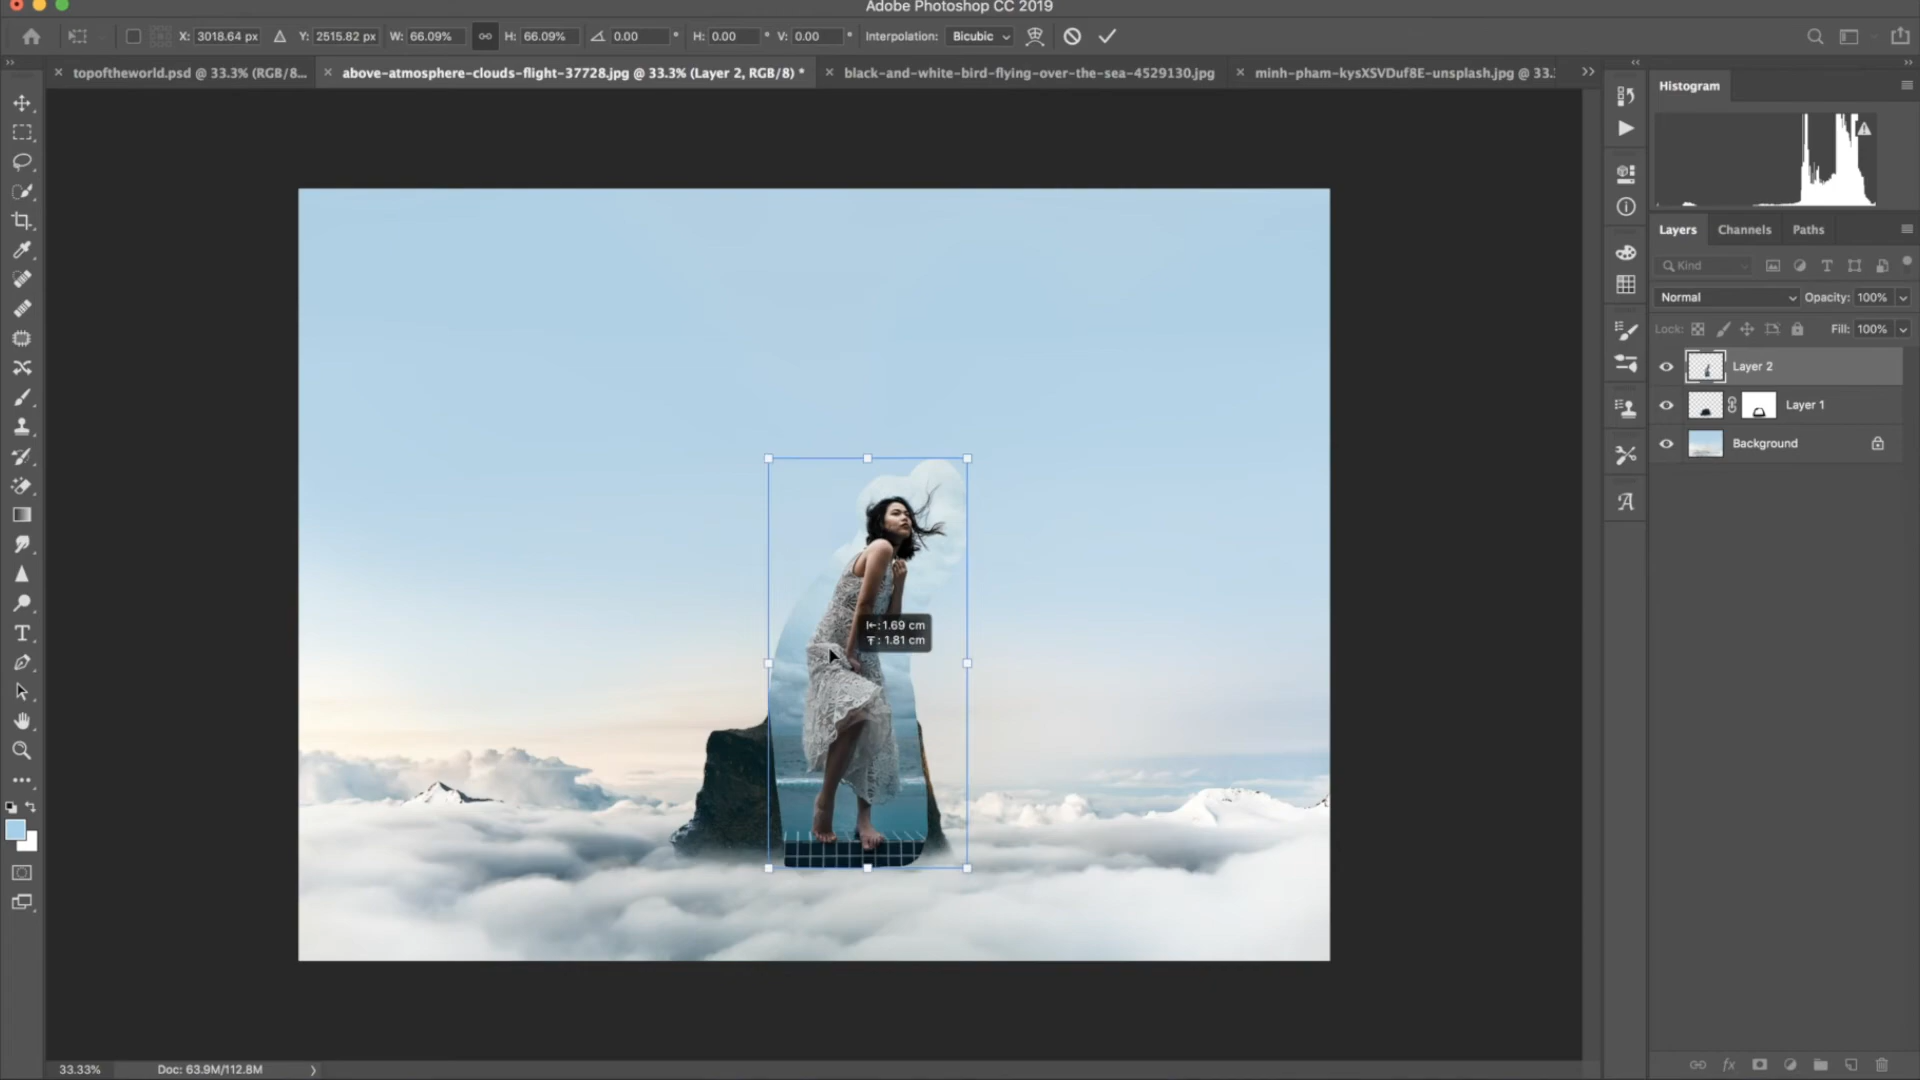 Adobe Photoshop CC 2019
X: 3018.64 px Y: 2515.82 px W: 66.09% H: 66.09% 0.00 ° H: 0.00 ° V: 0.00 ° Interpolation: Bicubic
× topoftheworld.psd @ 33.3% (RGB/8... × above-atmosphere-clouds-flight-37728.jpg @ 33.3% (Layer 2, RGB/8) * × black-and-white-bird-flying-over-the-sea-4529130.jpg × minh-pham-kysXSVDuf8E-unsplash.jpg @ 33.
Histogram
Layers Channels Paths
Kind
Normal Opacity: 100%
Lock: Fill: 100%
Layer 2
Layer 1
Background
: 1.69 cm
: 1.81 cm
33.33% Doc: 63.9M/112.8M